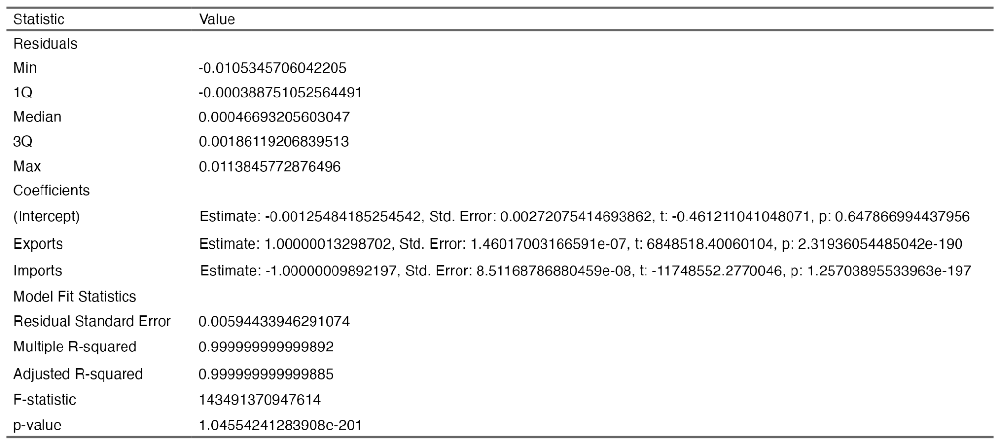 Statistic Value
Residuals
Min -0.0105345706042205
1Q -0.000388751052564491
Median 0.00046693205603047
3Q 0.00186119206839513
Max 0.0113845772876496
Coefficients
(Intercept) Estimate: -0.00125484185254542, Std. Error: 0.00272075414693862, t: -0.461211041048071, p: 0.647866994437956
Exports Estimate: 1.00000013298702, Std. Error: 1.46017003166591e-07, t: 6848518.40060104, p: 2.31936054485042e-190
Imports Estimate: -1.00000009892197, Std. Error: 8.51168786880459e-08, t: -11748552.2770046, p: 1.25703895533963e-197
Model Fit Statistics
Residual Standard Error 0.00594433946291074
Multiple R-squared 0.999999999999892
Adjusted R-squared 0.999999999999885
F-statistic 143491370947614
p-value 1.04554241283908e-201